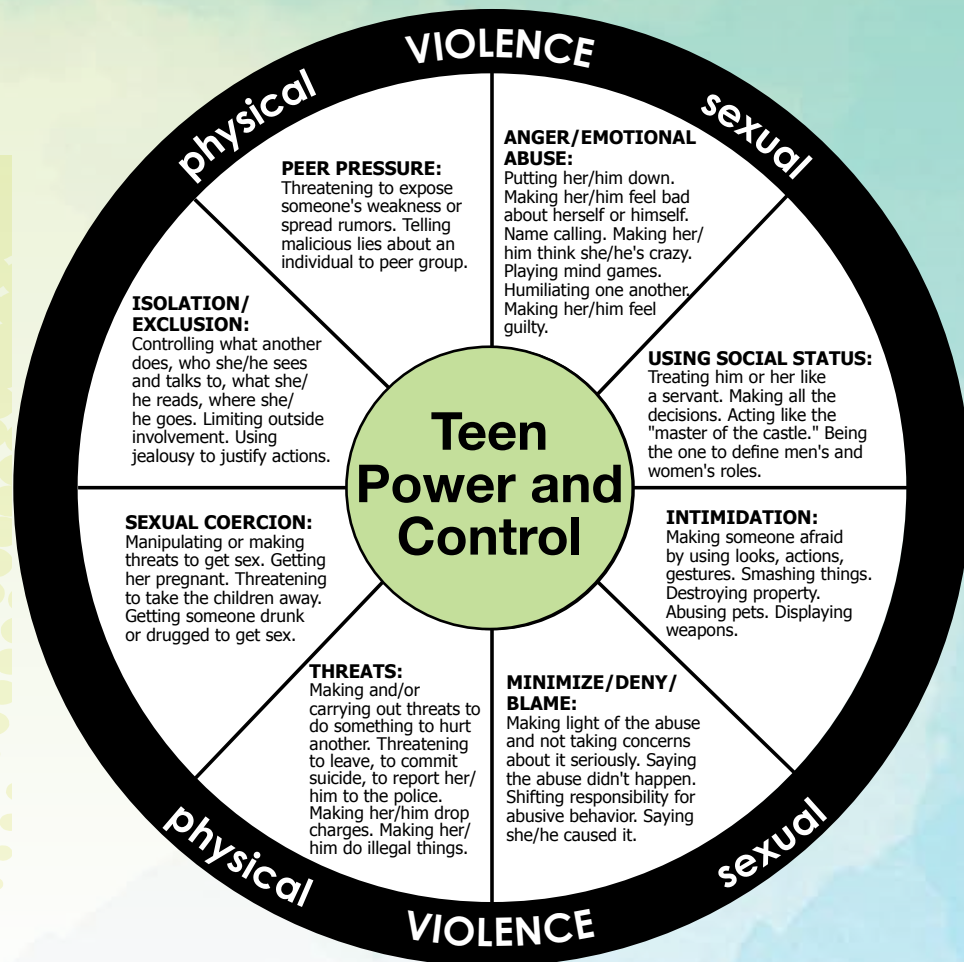 physical
VIOLENCE
sexual
PEER PRESSURE:
Threatening to expose
someone's weakness or
spread rumors. Telling
malicious lies about an
individual to peer group.
ANGER/EMOTIONAL
ABUSE:
Putting her/him down.
Making her/him feel bad
about herself or himself.
Name calling. Making her/
him think she/he's crazy.
Playing mind games.
Humiliating one another.
Making her/him feel
guilty.
ISOLATION/
EXCLUSION:
Controlling what another
does, who she/he sees
and talks to, what she/
he reads, where she/
he goes. Limiting outside
involvement. Using
jealousy to justify actions.
USING SOCIAL STATUS:
Treating him or her like
a servant. Making all the
decisions. Acting like the
"master of the castle." Being
the one to define men's and
women's roles.
Teen
Power and
Control
SEXUAL COERCION:
Manipulating or making
threats to get sex. Getting
her pregnant. Threatening
to take the children away.
Getting someone drunk
or drugged to get sex.
INTIMIDATION:
Making someone afraid
by using looks, actions,
gestures. Smashing things.
Destroying property.
Abusing pets. Displaying
weapons.
THREATS:
Making and/or
carrying out threats to
do something to hurt
another. Threatening
to leave, to commit
suicide, to report her/
him to the police.
Making her/him drop
charges. Making her/
him do illegal things.
MINIMIZE/DENY/
BLAME:
Making light of the abuse
and not taking concerns
about it seriously. Saying
the abuse didn't happen.
Shifting responsibility for
abusive behavior. Saying
she/he caused it.
physical
VIOLENCE
sexual